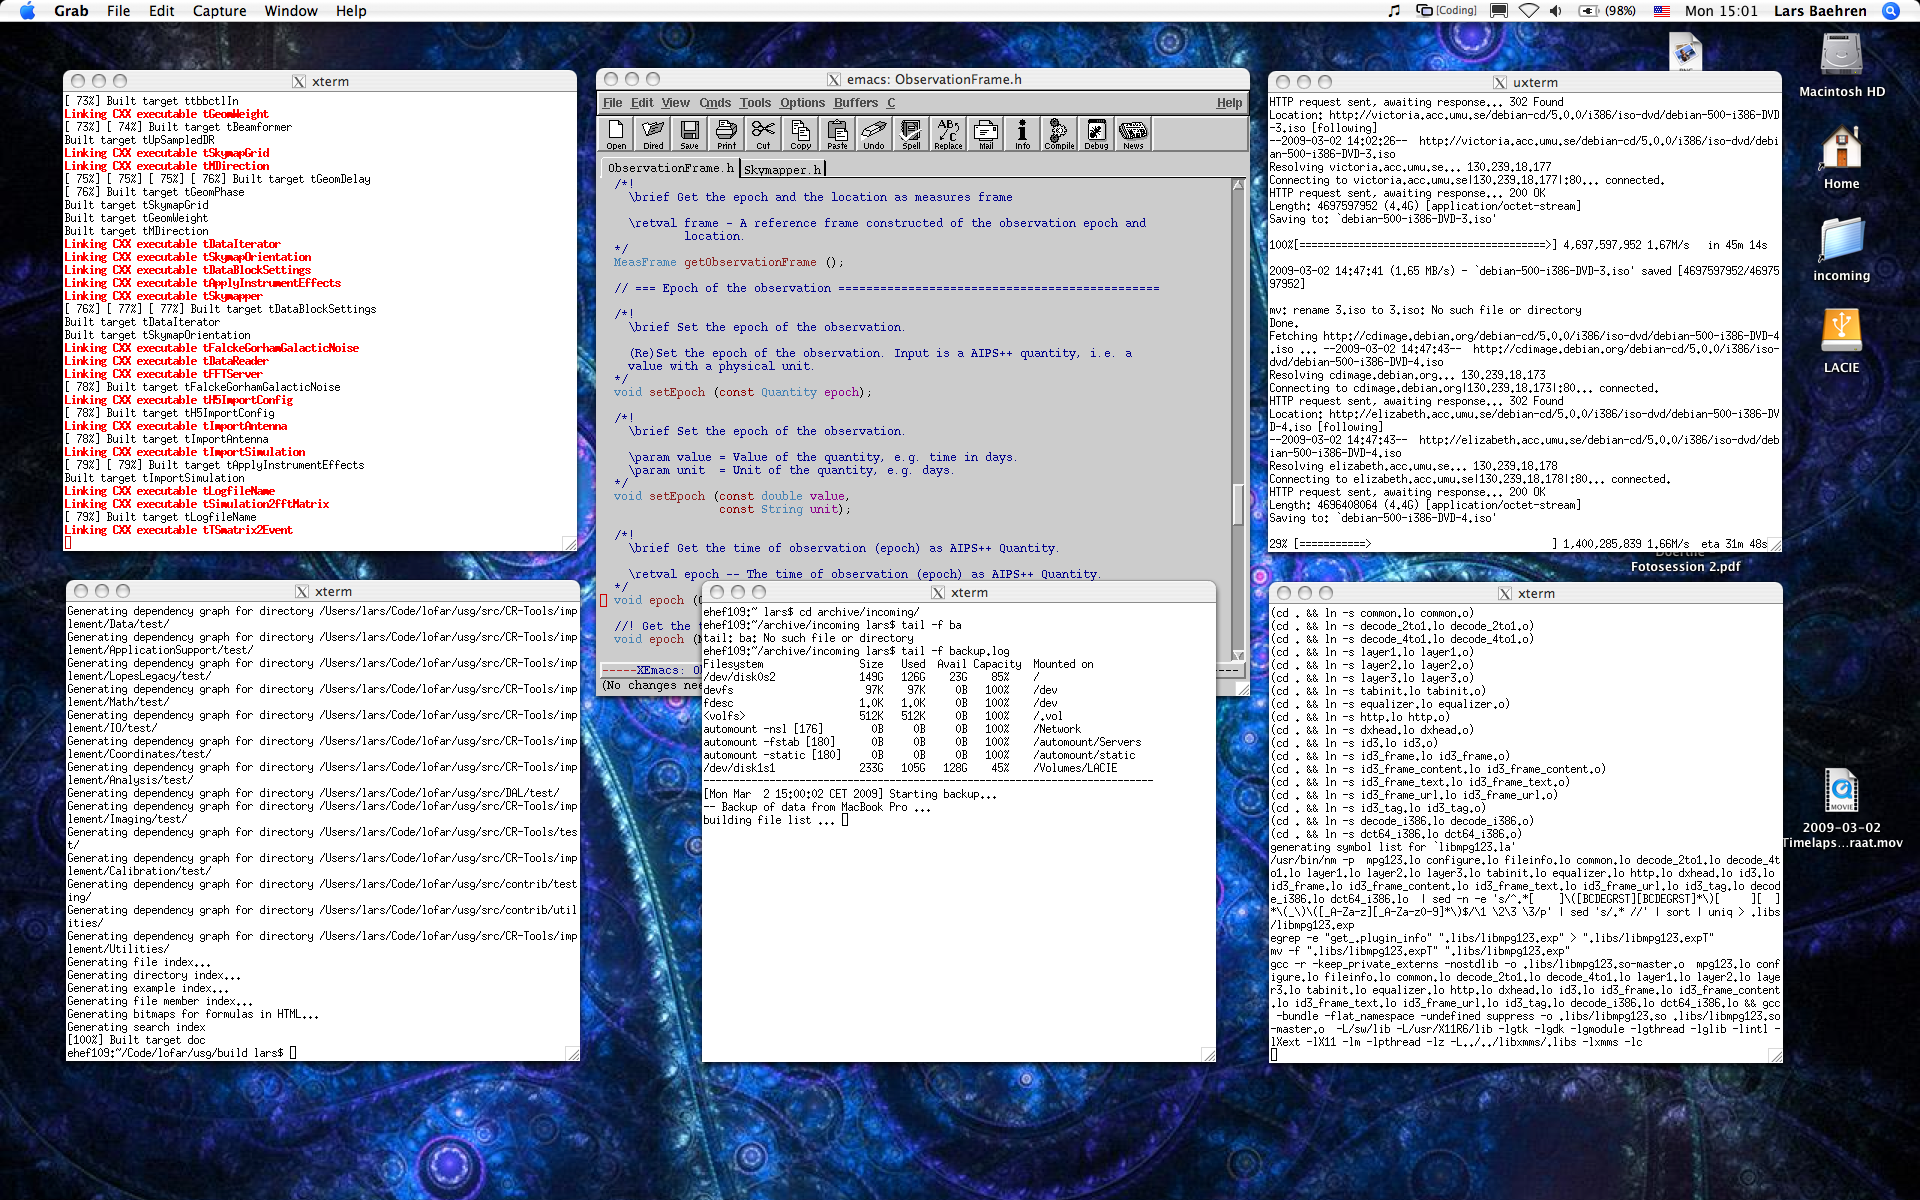 Grab File Edit Capture Window Help
[Coding] (98%) Mon 15:01 Lars Baehren
xterm
[ 73%] Built target ttbbctlIn
Linking CXX executable tGeomWeight
[ 73%] [ 74%] Built target tBeamformer
Built target tUpSampledDR
Linking CXX executable tSkymapGrid
Linking CXX executable tMDirection
[ 75%] [ 75%] [ 75%] [ 76%] Built target tGeomDelay
[ 76%] Built target tGeomPhase
Built target tSkymapGrid
Built target tGeomWeight
Built target tMDirection
Linking CXX executable tDataIterator
Linking CXX executable tSkymapOrientation
Linking CXX executable tDataBlockSettings
Linking CXX executable tApplyInstrumentEffects
Linking CXX executable tSkymapper
[ 76%] [ 77%] [ 77%] Built target tDataBlockSettings
Built target tDataIterator
Built target tSkymapOrientation
Linking CXX executable tFalckeGorhamGalacticNoise
Linking CXX executable tDataReader
Linking CXX executable tFFTServer
[ 78%] Built target tFalckeGorhamGalacticNoise
Linking CXX executable tH5ImportConfig
[ 78%] Built target tH5ImportConfig
Linking CXX executable tImportAntenna
[ 78%] Built target tImportAntenna
Linking CXX executable tImportSimulation
[ 79%] [ 79%] Built target tApplyInstrumentEffects
Built target tImportSimulation
Linking CXX executable tLogfileName
Linking CXX executable tSimulation2fftMatrix
[ 79%] Built target tLogfileName
Linking CXX executable tTSmatrix2Event
emacs: ObservationFrame.h
File Edit View Cmds Tools Options Buffers C Help
Open Dired Save Print Cut Copy Paste Undo Spell Replace Mail Info Compile Debug News
ObservationFrame.h Skymapper.h
/*!
\brief Get the epoch and the location as measures frame
\retval frame - A reference frame constructed of the observation epoch and
location.
*/
MeasFrame getObservationFrame ();
// === Epoch of the observation ==============================================
/*!
\brief Set the epoch of the observation.
(Re)Set the epoch of the observation. Input is a AIPS++ quantity, i.e. a
value with a physical unit.
*/
void setEpoch (const Quantity epoch);
/*!
\brief Set the epoch of the observation.
\param value = Value of the quantity, e.g. time in days.
\param unit  = Unit of the quantity, e.g. days.
*/
void setEpoch (const double value,
const String unit);
/*!
\brief Get the time of observation (epoch) as AIPS++ Quantity.
\retval epoch -- The time of observation (epoch) as AIPS++ Quantity.
*/
void epoch (
//! Get the
void epoch (
-----XEmacs: O
(No changes nee
uxterm
HTTP request sent, awaiting response... 302 Found
Location: http://victoria.acc.umu.se/debian-cd/5.0.0/i386/iso-dvd/debian-500-i386-DVD
-3.iso [following]
--2009-03-02 14:02:26--  http://victoria.acc.umu.se/debian-cd/5.0.0/i386/iso-dvd/debi
an-500-i386-DVD-3.iso
Resolving victoria.acc.umu.se... 130.239.18.177
Connecting to victoria.acc.umu.se|130.239.18.177|:80... connected.
HTTP request sent, awaiting response... 200 OK
Length: 4697597952 (4.4G) [application/octet-stream]
Saving to: `debian-500-i386-DVD-3.iso'
100%[=======================================>] 4,697,597,952 1.67M/s   in 45m 14s
2009-03-02 14:47:41 (1.65 MB/s) - `debian-500-i386-DVD-3.iso' saved [4697597952/46975
97952]
mv: rename 3.iso to 3.iso: No such file or directory
Done.
Fetching http://cdimage.debian.org/debian-cd/5.0.0/i386/iso-dvd/debian-500-i386-DVD-4
.iso ... --2009-03-02 14:47:43--  http://cdimage.debian.org/debian-cd/5.0.0/i386/iso-
dvd/debian-500-i386-DVD-4.iso
Resolving cdimage.debian.org... 130.239.18.173
Connecting to cdimage.debian.org|130.239.18.173|:80... connected.
HTTP request sent, awaiting response... 302 Found
Location: http://elizabeth.acc.umu.se/debian-cd/5.0.0/i386/iso-dvd/debian-500-i386-DV
D-4.iso [following]
--2009-03-02 14:47:43--  http://elizabeth.acc.umu.se/debian-cd/5.0.0/i386/iso-dvd/deb
ian-500-i386-DVD-4.iso
Resolving elizabeth.acc.umu.se... 130.239.18.178
Connecting to elizabeth.acc.umu.se|130.239.18.178|:80... connected.
HTTP request sent, awaiting response... 200 OK
Length: 4696408064 (4.4G) [application/octet-stream]
Saving to: `debian-500-i386-DVD-4.iso'
29% [===========>                              ] 1,400,285,839 1.66M/s  eta 31m 48s
Macintosh HD
Home
incoming
LACIE
Fotosession 2.pdf
2009-03-02
Timelaps...raat.mov
MOVIE
xterm
Generating dependency graph for directory /Users/lars/Code/lofar/usg/src/CR-Tools/imp
lement/Data/test/
Generating dependency graph for directory /Users/lars/Code/lofar/usg/src/CR-Tools/imp
lement/ApplicationSupport/test/
Generating dependency graph for directory /Users/lars/Code/lofar/usg/src/CR-Tools/imp
lement/LopesLegacy/test/
Generating dependency graph for directory /Users/lars/Code/lofar/usg/src/CR-Tools/imp
lement/Math/test/
Generating dependency graph for directory /Users/lars/Code/lofar/usg/src/CR-Tools/imp
lement/IO/test/
Generating dependency graph for directory /Users/lars/Code/lofar/usg/src/CR-Tools/imp
lement/Coordinates/test/
Generating dependency graph for directory /Users/lars/Code/lofar/usg/src/CR-Tools/imp
lement/Analysis/test/
Generating dependency graph for directory /Users/lars/Code/lofar/usg/src/DAL/test/
Generating dependency graph for directory /Users/lars/Code/lofar/usg/src/CR-Tools/imp
lement/Imaging/test/
Generating dependency graph for directory /Users/lars/Code/lofar/usg/src/CR-Tools/tes
t/
Generating dependency graph for directory /Users/lars/Code/lofar/usg/src/CR-Tools/imp
lement/Calibration/test/
Generating dependency graph for directory /Users/lars/Code/lofar/usg/src/contrib/test
ing/
Generating dependency graph for directory /Users/lars/Code/lofar/usg/src/contrib/util
ities/
Generating dependency graph for directory /Users/lars/Code/lofar/usg/src/CR-Tools/imp
lement/Utilities/
Generating file index...
Generating directory index...
Generating example index...
Generating file member index...
Generating bitmaps for formulas in HTML...
Generating search index
[100%] Built target doc
ehef109:~/Code/lofar/usg/build lars$
xterm
ehef109:~ lars$ cd archive/incoming/
ehef109:~/archive/incoming lars$ tail -f ba
tail: ba: No such file or directory
ehef109:~/archive/incoming lars$ tail -f backup.log
Filesystem              Size   Used  Avail Capacity  Mounted on
/dev/disk0s2            149G   126G    23G    85%    /
devfs                    97K    97K     0B   100%    /dev
fdesc                   1.0K   1.0K     0B   100%    /dev
<volfs>                 512K   512K     0B   100%    /.vol
automount -nsl [176]      0B     0B     0B   100%    /Network
automount -fstab [180]    0B     0B     0B   100%    /automount/Servers
automount -static [180]   0B     0B     0B   100%    /automount/static
/dev/disk1s1            233G   105G   128G    45%    /Volumes/LACIE
---------------------------------------------------------------------------
[Mon Mar  2 15:00:02 CET 2009] Starting backup...
-- Backup of data from MacBook Pro ...
building file list ...
xterm
(cd . && ln -s common.lo common.o)
(cd . && ln -s decode_2to1.lo decode_2to1.o)
(cd . && ln -s decode_4to1.lo decode_4to1.o)
(cd . && ln -s layer1.lo layer1.o)
(cd . && ln -s layer2.lo layer2.o)
(cd . && ln -s layer3.lo layer3.o)
(cd . && ln -s tabinit.lo tabinit.o)
(cd . && ln -s equalizer.lo equalizer.o)
(cd . && ln -s http.lo http.o)
(cd . && ln -s dxhead.lo dxhead.o)
(cd . && ln -s id3.lo id3.o)
(cd . && ln -s id3_frame.lo id3_frame.o)
(cd . && ln -s id3_frame_content.lo id3_frame_content.o)
(cd . && ln -s id3_frame_text.lo id3_frame_text.o)
(cd . && ln -s id3_frame_url.lo id3_frame_url.o)
(cd . && ln -s id3_tag.lo id3_tag.o)
(cd . && ln -s decode_i386.lo decode_i386.o)
(cd . && ln -s dct64_i386.lo dct64_i386.o)
generating symbol list for `libmpg123.la'
/usr/bin/nm -p  mpg123.lo configure.lo fileinfo.lo common.lo decode_2to1.lo decode_4t
o1.lo layer1.lo layer2.lo layer3.lo tabinit.lo equalizer.lo http.lo dxhead.lo id3.lo
id3_frame.lo id3_frame_content.lo id3_frame_text.lo id3_frame_url.lo id3_tag.lo decod
e_i386.lo dct64_i386.lo  | sed -n -e 's/^.*[    ]\([BCDEGRST][BCDEGRST]*\)[    ][  ]
*\(_\)\([_A-Za-z][_A-Za-z0-9]*\)$/\1 \2\3 \3/p' | sed 's/.* //' | sort | uniq > .libs
/libmpg123.exp
egrep -e "get_.plugin_info" ".libs/libmpg123.exp" > ".libs/libmpg123.expT"
mv -f ".libs/libmpg123.expT" ".libs/libmpg123.exp"
gcc -r -keep_private_externs -nostdlib -o .libs/libmpg123.so-master.o  mpg123.lo conf
igure.lo fileinfo.lo common.lo decode_2to1.lo decode_4to1.lo layer1.lo layer2.lo laye
r3.lo tabinit.lo equalizer.lo http.lo dxhead.lo id3.lo id3_frame.lo id3_frame_content
.lo id3_frame_text.lo id3_frame_url.lo id3_tag.lo decode_i386.lo dct64_i386.lo && gcc
-bundle -flat_namespace -undefined suppress -o .libs/libmpg123.so .libs/libmpg123.so
-master.o  -L/sw/lib -L/usr/X11R6/lib -lgtk -lgdk -lgmodule -lgthread -lglib -lintl -
lXext -lX11 -lm -lpthread -lz -L../../libxmms/.libs -lxmms -lc